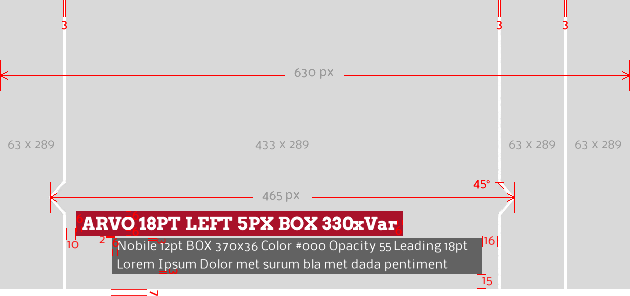 3 3 3
630 px
63 x 289 433 x 289 63 x 289 63 x 289
45°
465 px
ARVO 18PT LEFT 5PX BOX 330xVar
10 2 Nobile 12pt BOX 370x36 Color #000 Opacity 55 Leading 18pt 16
Lorem Ipsum Dolor met surum bla met dada pentiment
15
7